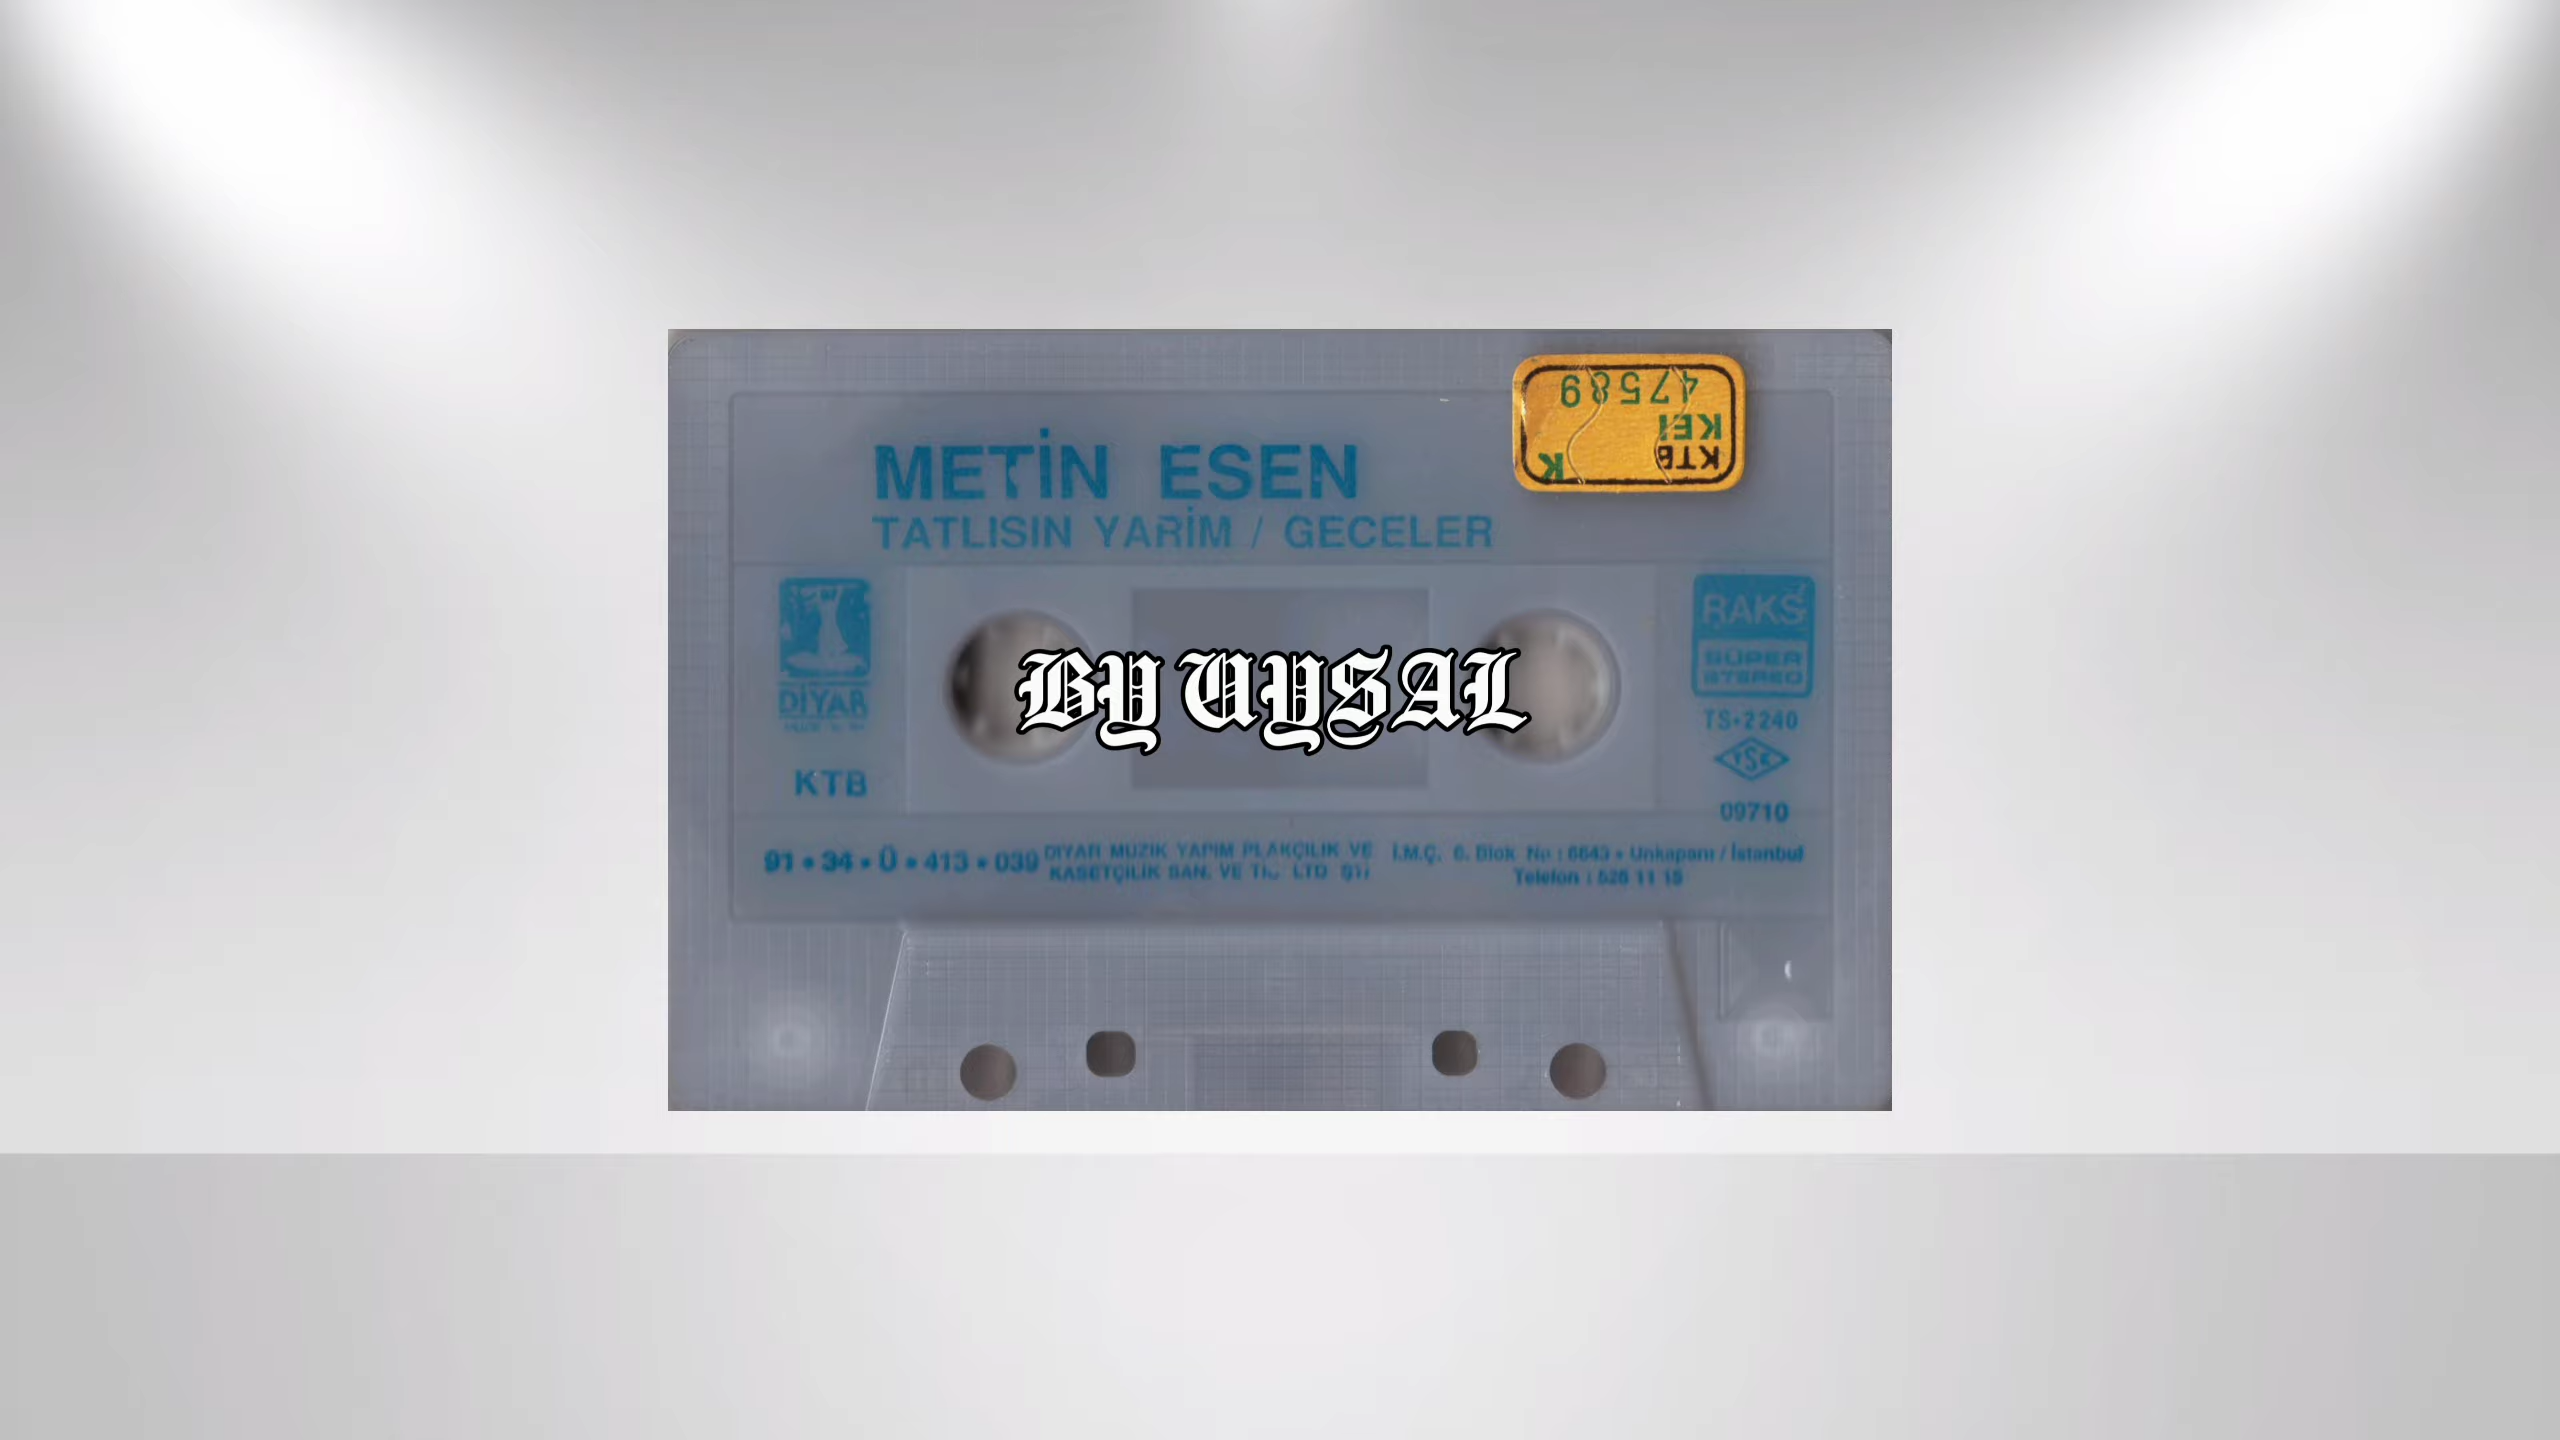 47589
KEI
KTB
K
METİN ESEN
TATLISIN YARİM / GECELER
DİYAR
KTB
RAKS
SÜPER
STEREO
TS-2240
TSE
09710
BY UYSAL
91 • 34 • Ü • 413 • 039
DİYAR MÜZİK YAPIM PLAKÇILIK VE
KASETÇİLİK SAN. VE TİC. LTD ŞTİ
İ.M.Ç. 6. Blok No : 6643 • Unkapanı / İstanbul
Telefon : 526 11 15